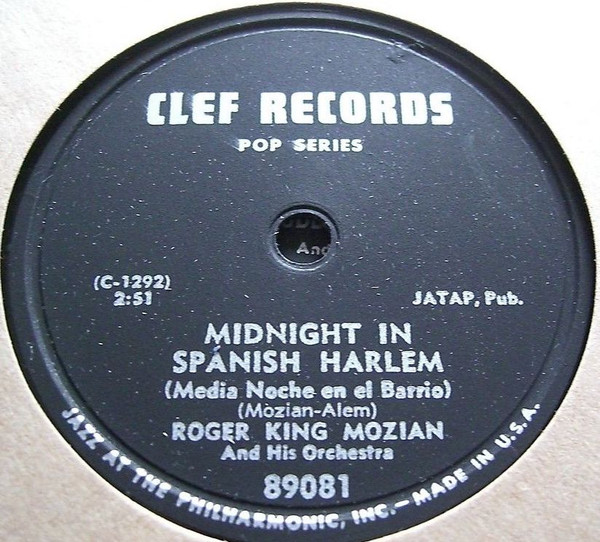 CLEF RECORDS
POP SERIES
And
(C-1292)
2:51
JATAP, Pub.
MIDNIGHT IN
SPANISH HARLEM
(Media Noche en el Barrio)
(Mozian-Alem)
ROGER KING MOZIAN
And His Orchestra
89081
JAZZ AT THE PHILHARMONIC, INC.—MADE IN U.S.A.